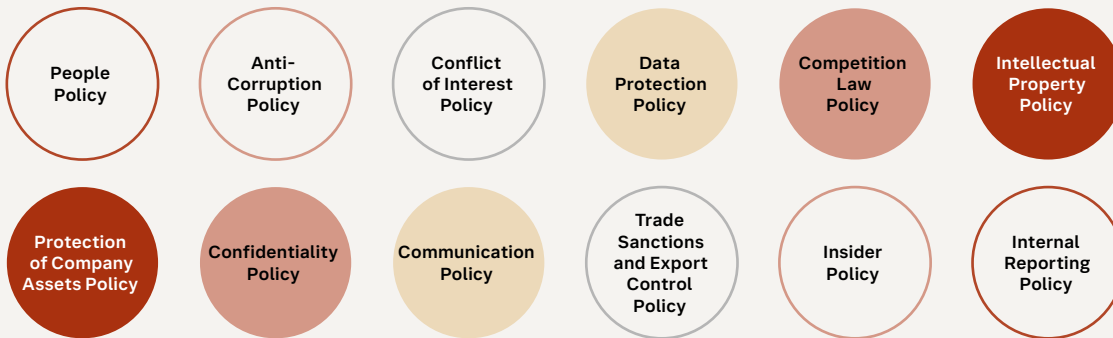 People
Policy
Anti-
Corruption
Policy
Conflict
of Interest
Policy
Data
Protection
Policy
Competition
Law
Policy
Intellectual
Property
Policy
Protection
of Company
Assets Policy
Confidentiality
Policy
Communication
Policy
Trade
Sanctions
and Export
Control
Policy
Insider
Policy
Internal
Reporting
Policy